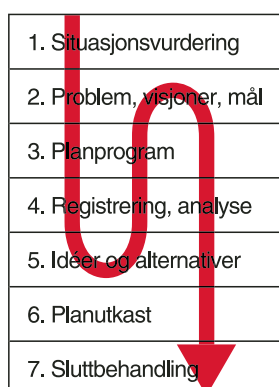 1. Situasjonsvurdering
2. Problem, visjoner, mål
3. Planprogram
4. Registrering, analyse
5. Idéer og alternativer
6. Planutkast
7. Sluttbehandling